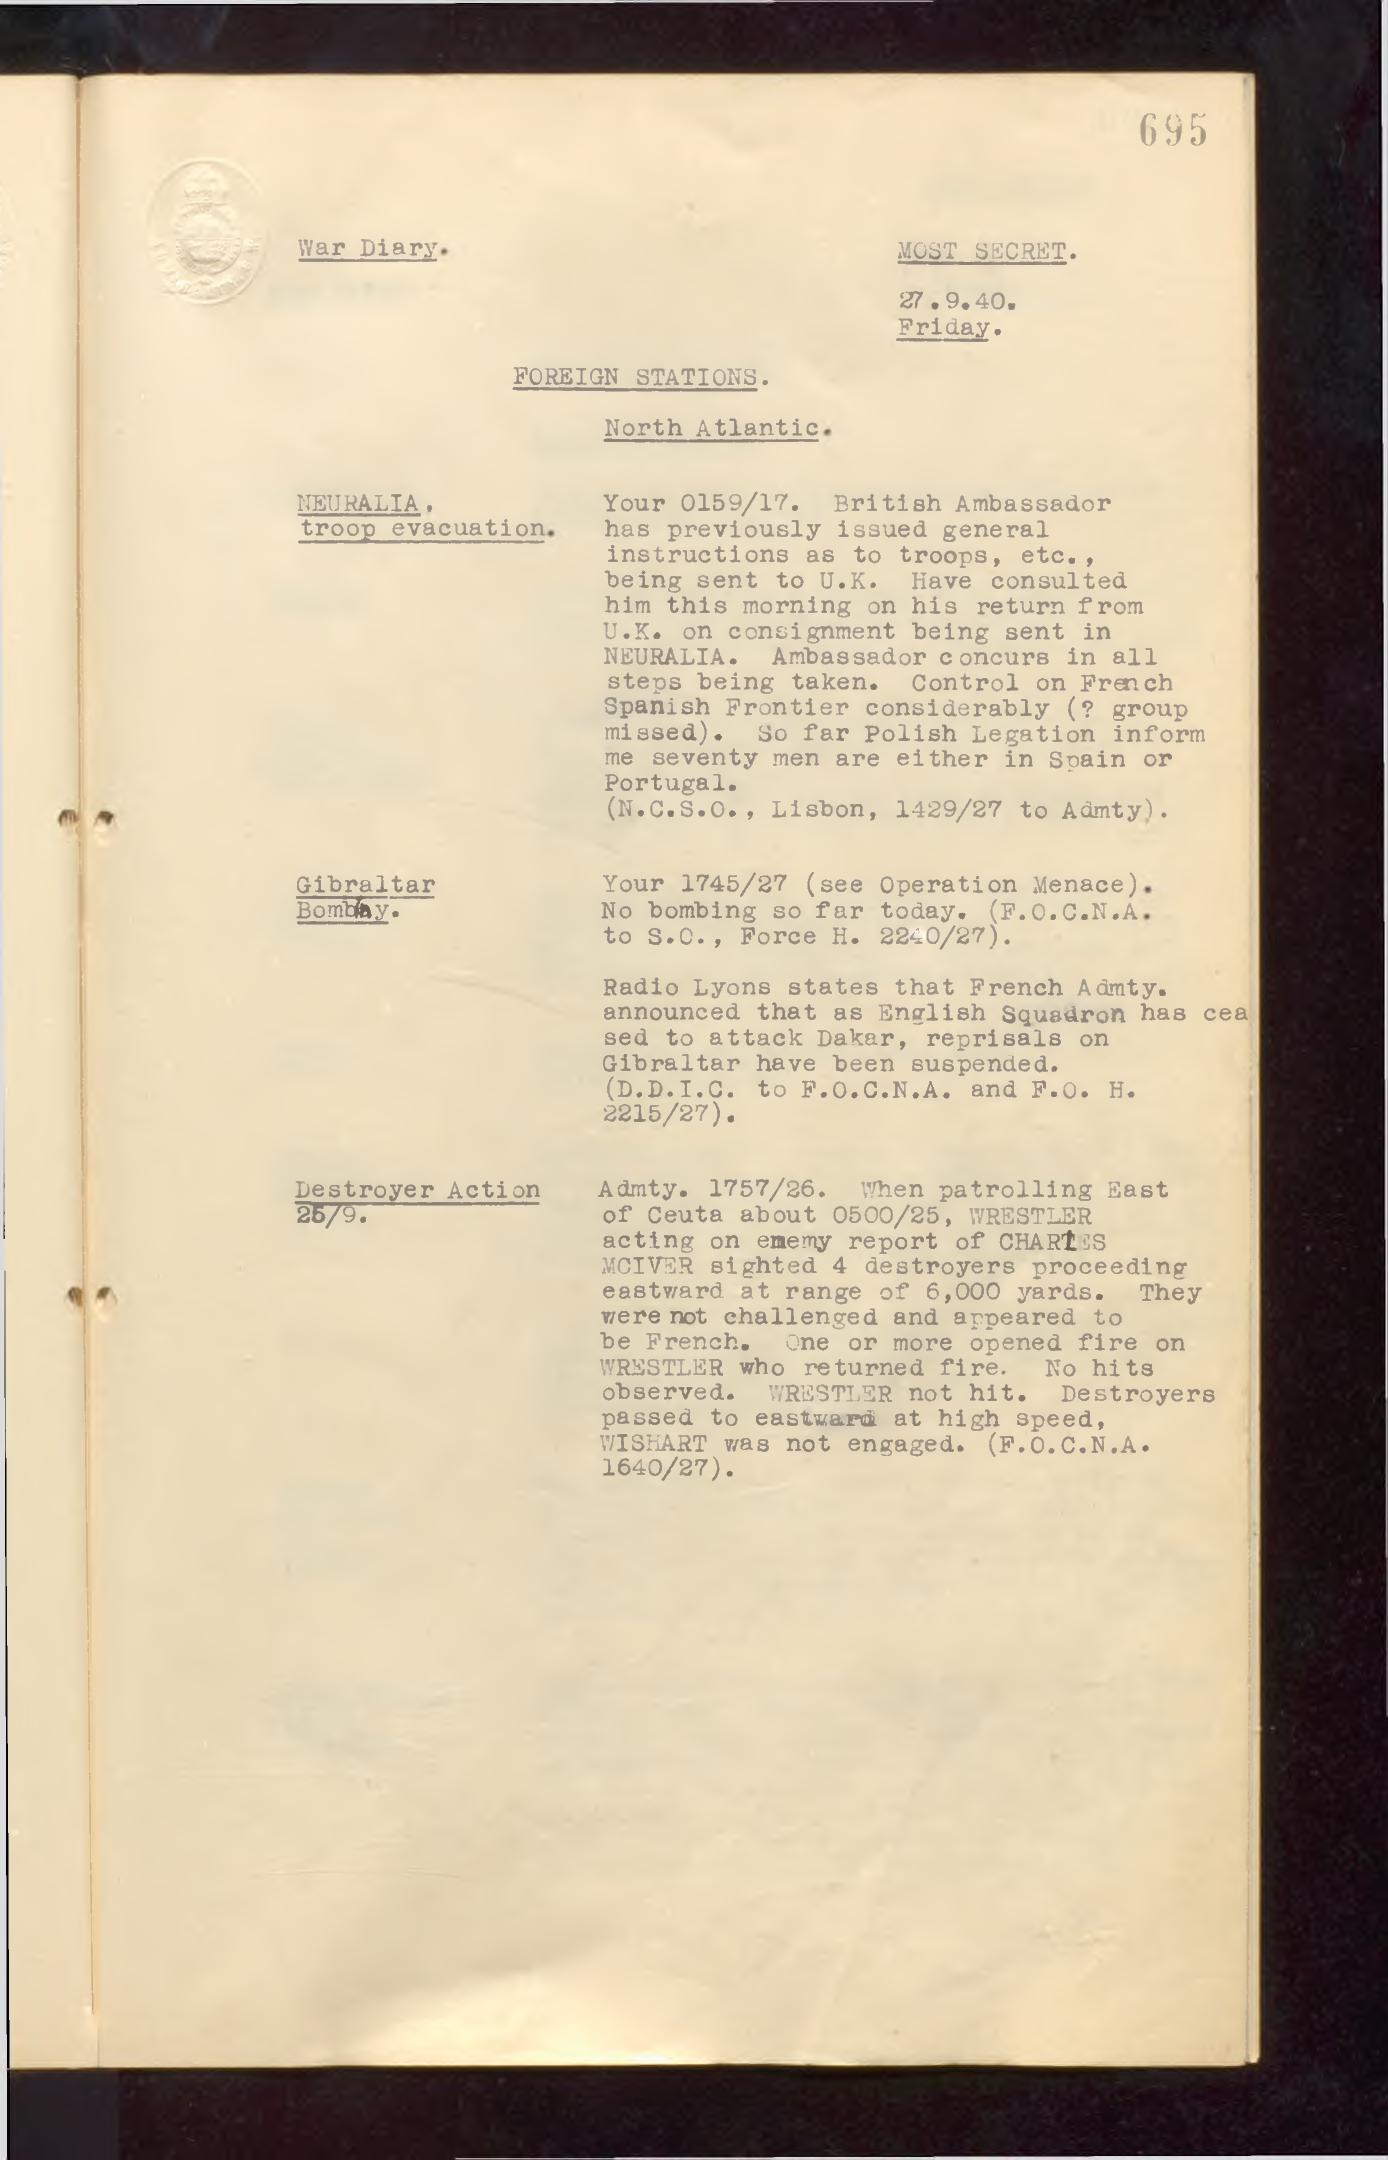 695
War Diary.
MOST SECRET.
27.9.40.
Friday.
FOREIGN STATIONS.
North Atlantic.
NEURALIA,
troop evacuation.
Your 0159/17. British Ambassador
has previously issued general
instructions as to troops, etc.,
being sent to U.K. Have consulted
him this morning on his return from
U.K. on consignment being sent in
NEURALIA. Ambassador concurs in all
steps being taken. Control on French
Spanish Frontier considerably (? group
missed). So far Polish Legation inform
me seventy men are either in Spain or
Portugal.
(N.C.S.O., Lisbon, 1429/27 to Admty).
Gibraltar
Bombay.
Your 1745/27 (see Operation Menace).
No bombing so far today. (F.O.C.N.A.
to S.O., Force H. 2240/27).
Radio Lyons states that French Admty.
announced that as English Squadron has cea
sed to attack Dakar, reprisals on
Gibraltar have been suspended.
(D.D.I.C. to F.O.C.N.A. and F.O. H.
2215/27).
Destroyer Action
25/9.
Admty. 1757/26. When patrolling East
of Ceuta about 0500/25, WRESTLER
acting on enemy report of CHARLES
MCIVER sighted 4 destroyers proceeding
eastward at range of 6,000 yards. They
were not challenged and appeared to
be French. One or more opened fire on
WRESTLER who returned fire. No hits
observed. WRESTLER not hit. Destroyers
passed to eastward at high speed,
WISHART was not engaged. (F.O.C.N.A.
1640/27).